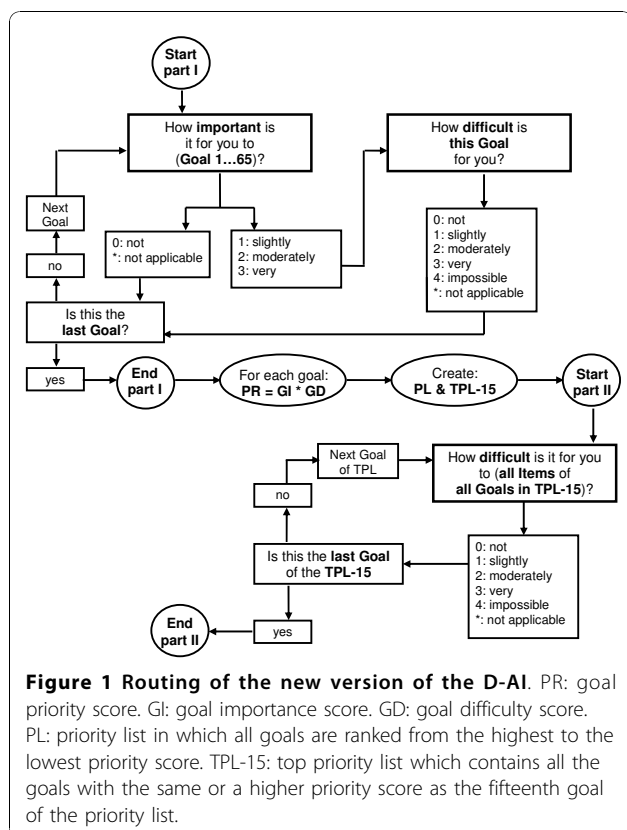 Start
part I
How important is
it for you to
(Goal 1...65)?
How difficult is
this Goal
for you?
Next
Goal
no
0: not
*: not applicable
1: slightly
2: moderately
3: very
0: not
1: slightly
2: moderately
3: very
4: impossible
*: not applicable
Is this the
last Goal?
yes
End
part I
For each goal:
PR = GI * GD
Create:
PL & TPL-15
Start
part II
Next Goal
of TPL
How difficult is it for you
to (all Items of
all Goals in TPL-15)?
no
Is this the last Goal
of the TPL-15
0: not
1: slightly
2: moderately
3: very
4: impossible
*: not applicable
End
part II
yes
Figure 1 Routing of the new version of the D-AI. PR: goal
priority score. GI: goal importance score. GD: goal difficulty score.
PL: priority list in which all goals are ranked from the highest to the
lowest priority score. TPL-15: top priority list which contains all the
goals with the same or a higher priority score as the fifteenth goal
of the priority list.